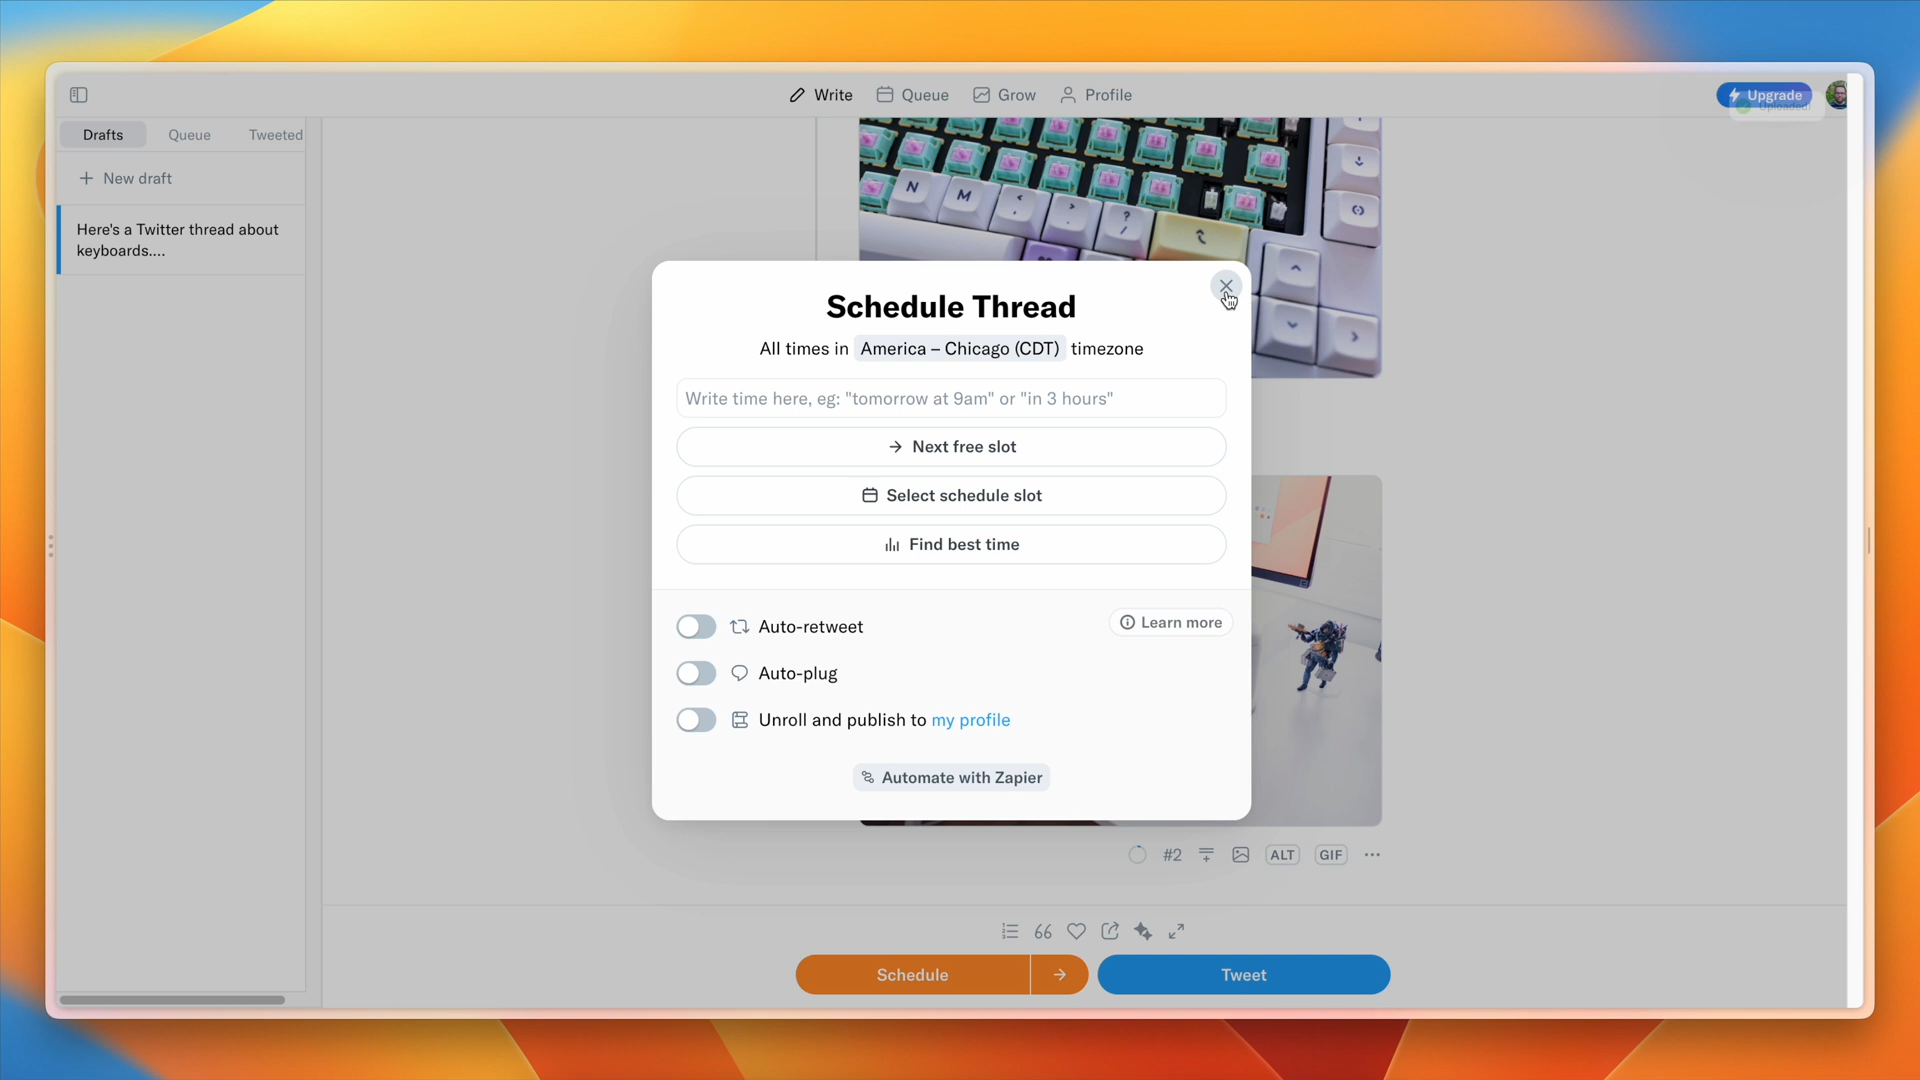 Write
Queue
Grow
Profile
Upgrade
Uploaded!
Drafts
Queue
Tweeted
New draft
Here's a Twitter thread about
keyboards....
N
M
?
/
Schedule Thread
All times in America – Chicago (CDT) timezone
Write time here, eg: "tomorrow at 9am" or "in 3 hours"
Next free slot
Select schedule slot
Find best time
Auto-retweet
Learn more
Auto-plug
Unroll and publish to my profile
Automate with Zapier
#2
ALT
GIF
Schedule
Tweet